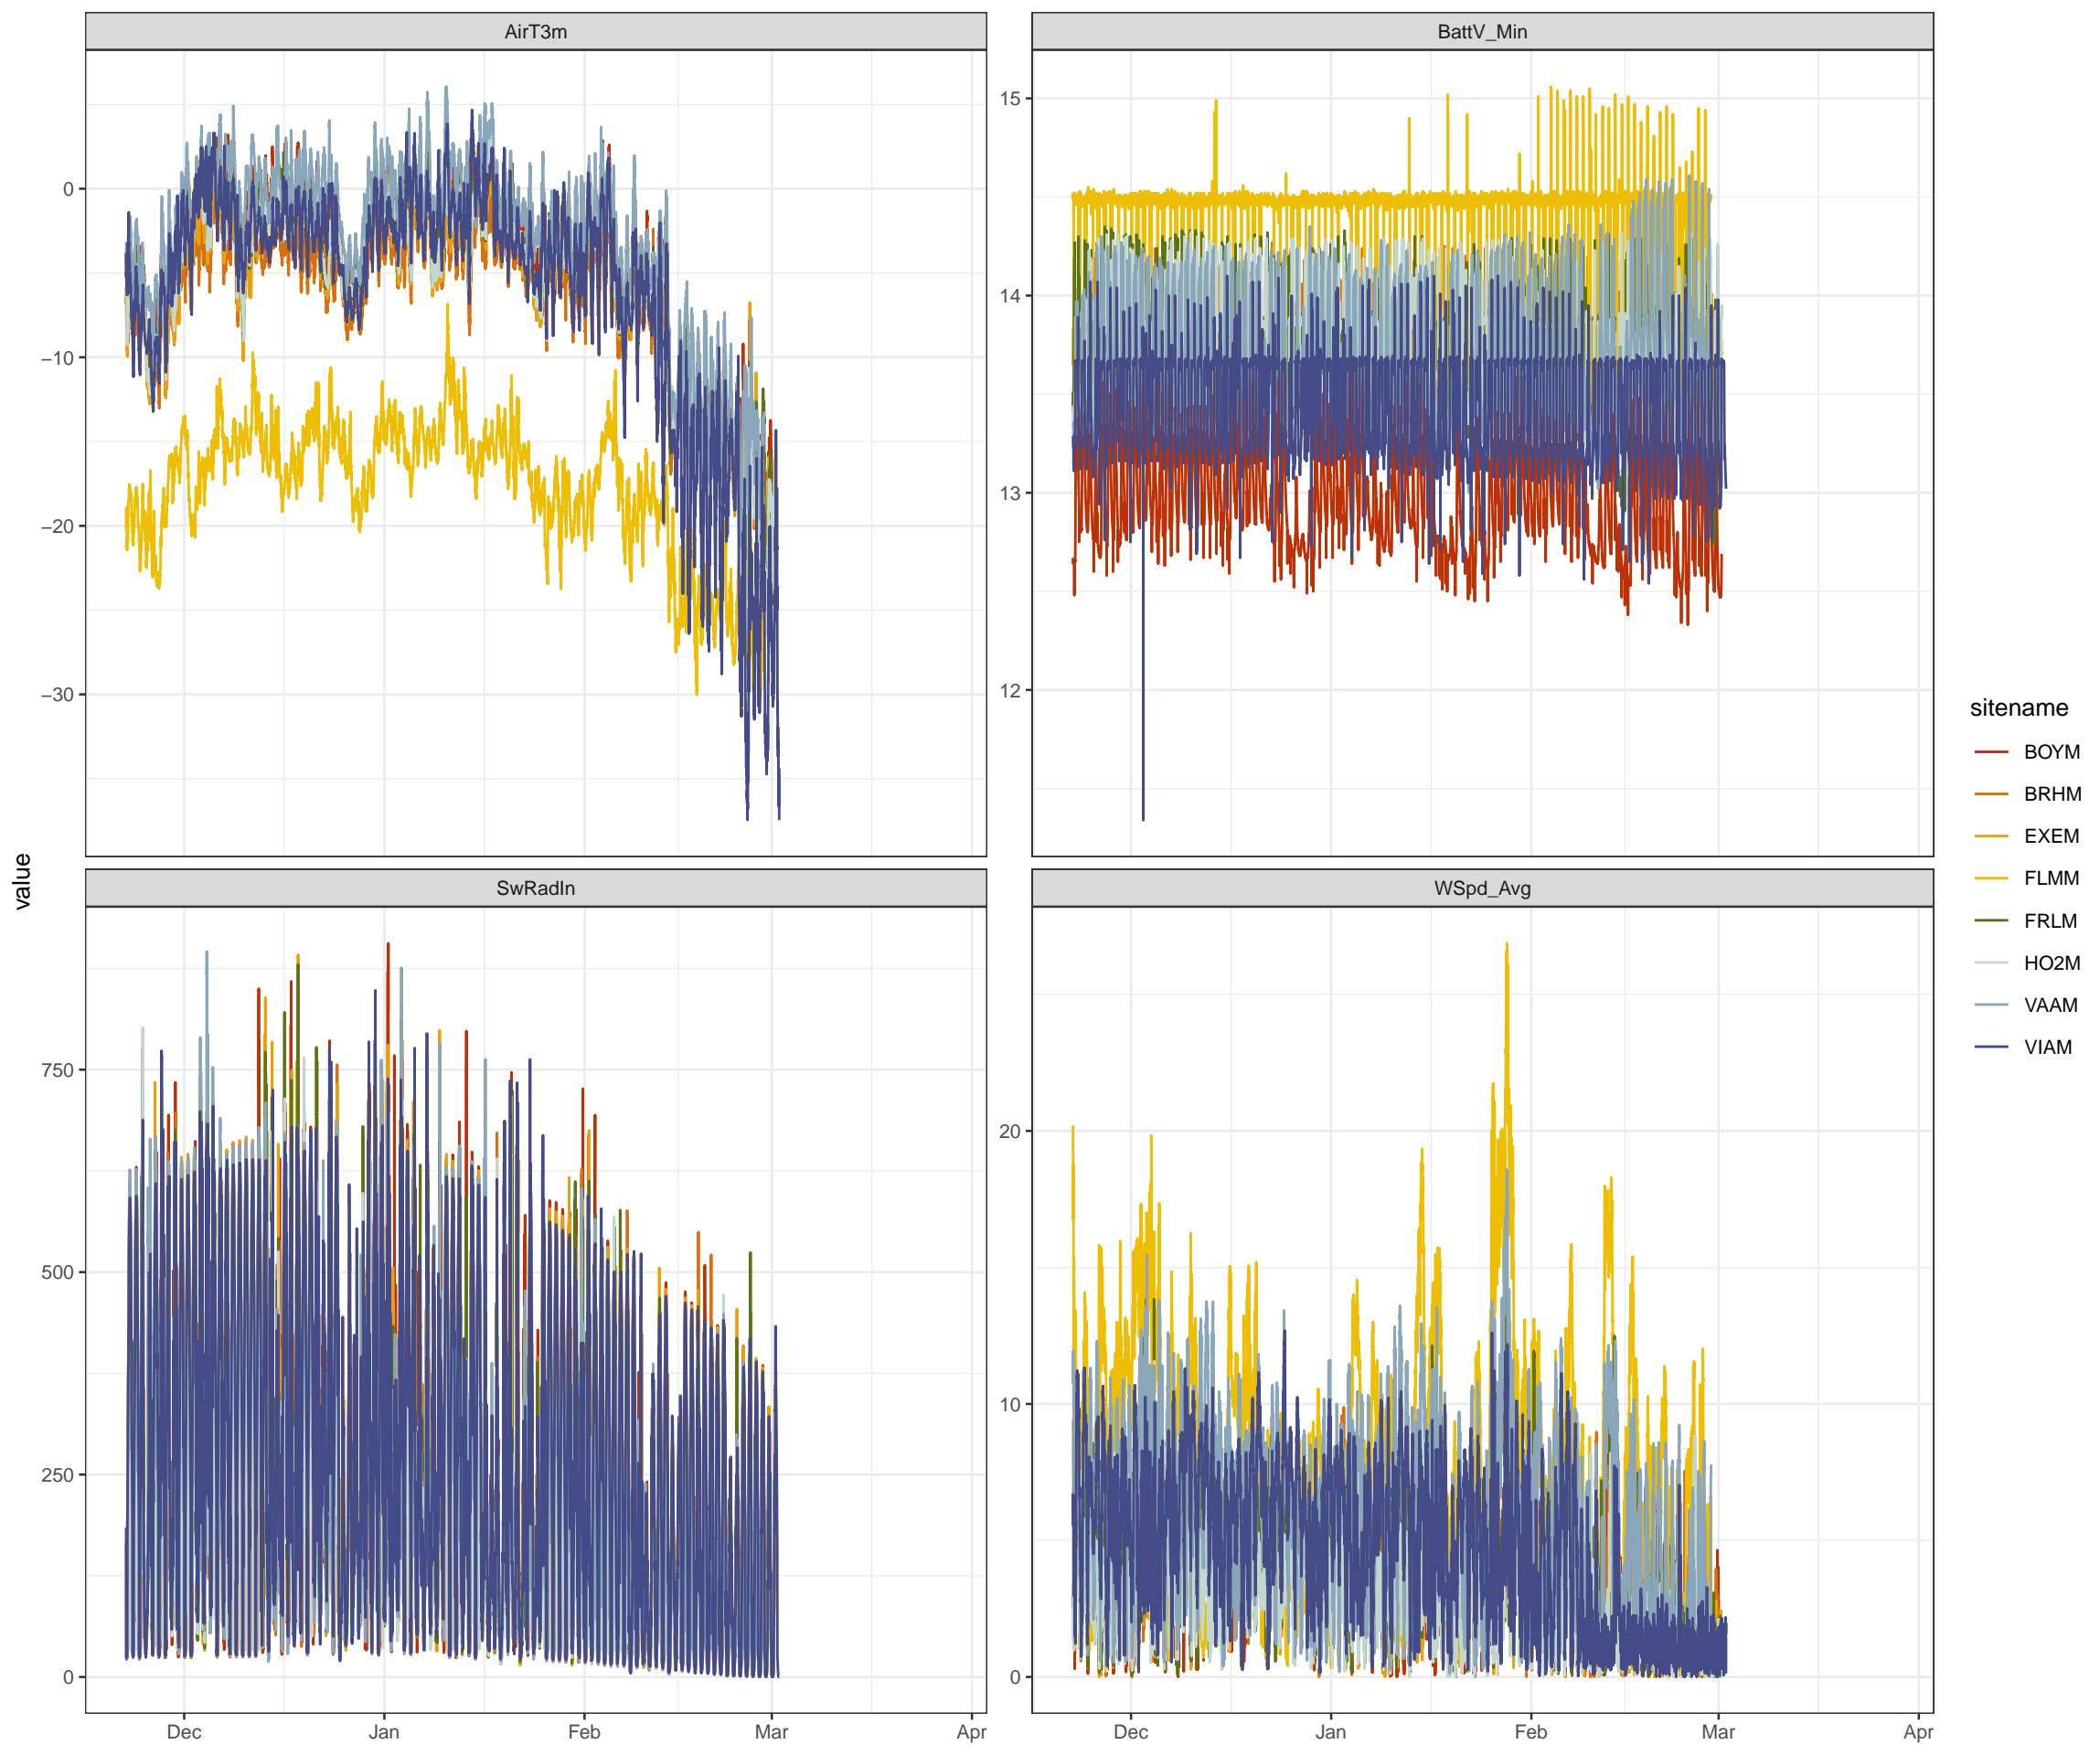 AirT3m
BattV_Min
0
−10
−20
−30
15
14
13
12
value
SwRadIn
WSpd_Avg
750
500
250
0
20
10
0
Dec Jan Feb Mar Apr
Dec Jan Feb Mar Apr
sitename
BOYM
BRHM
EXEM
FLMM
FRLM
HO2M
VAAM
VIAM